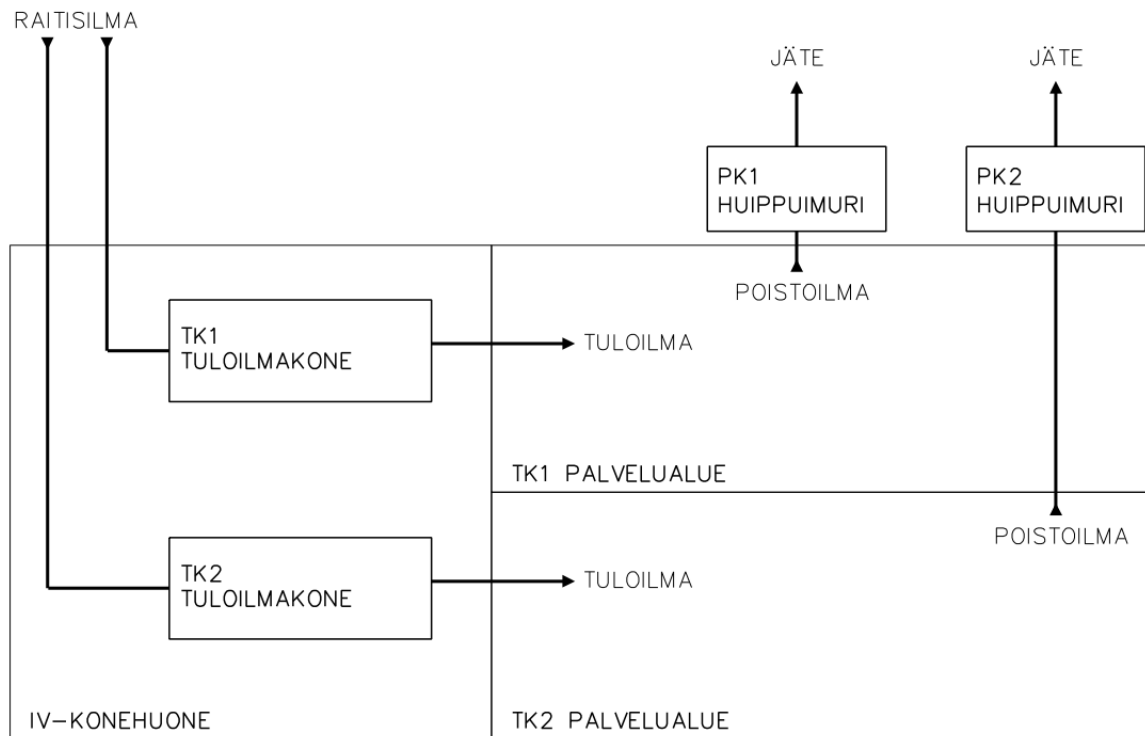 RAITISILMA
JÄTE
JÄTE
PK1
HUIPPUIMURI
PK2
HUIPPUIMURI
POISTOILMA
TK1
TULOILMAKONE
TULOILMA
TK1 PALVELUALUE
POISTOILMA
TK2
TULOILMAKONE
TULOILMA
IV-KONEHUONE
TK2 PALVELUALUE